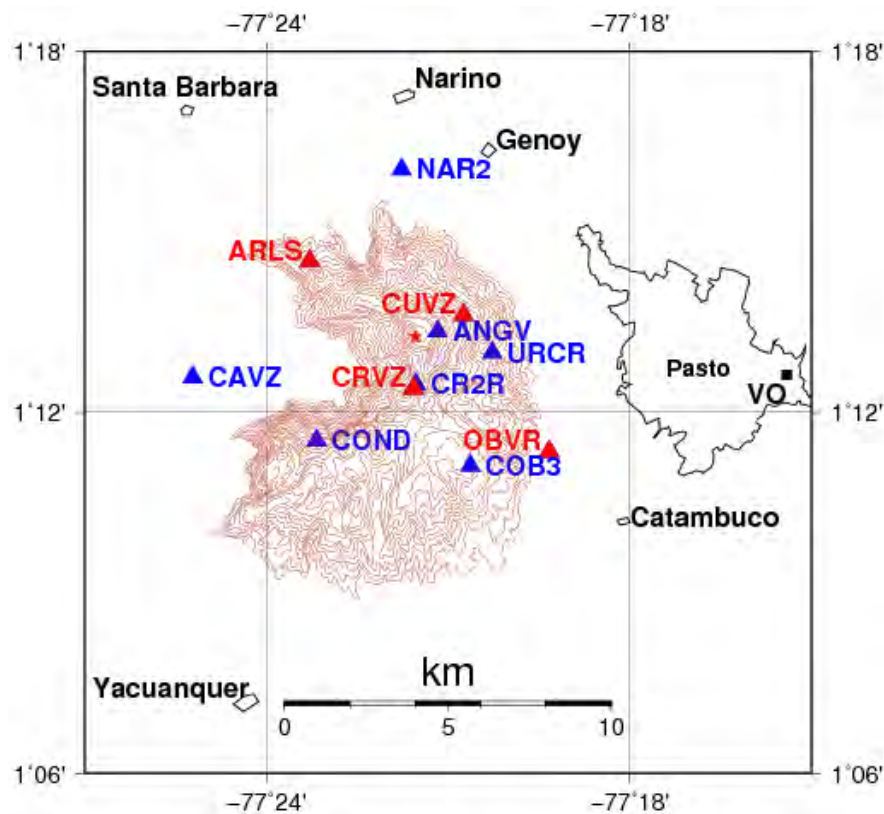 −77˚24' −77˚18'
1˚18' 1˚18'
Santa Barbara Narino
Genoy
NAR2
ARLS
CUVZ
ANGV
URCR
CAVZ CRVZ CR2R Pasto
VO
1˚12' 1˚12'
COND OBVR
COB3
Catambuco
km
Yacuanquer
0 5 10
1˚06' 1˚06'
−77˚24' −77˚18'